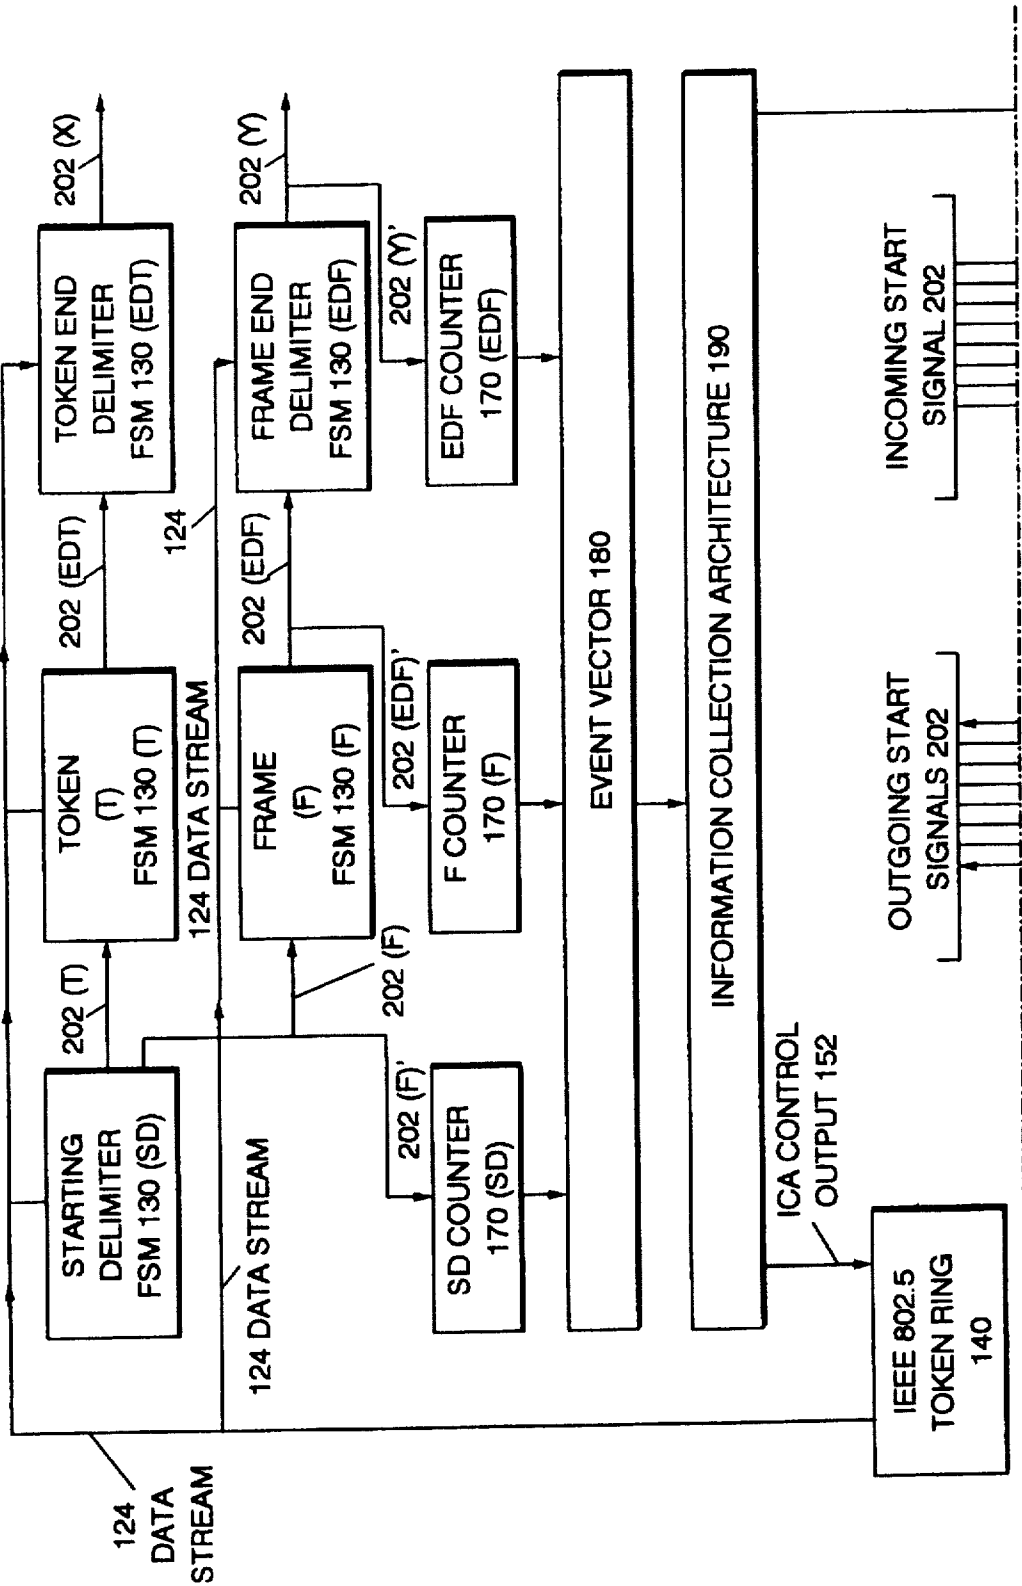 124
DATA
STREAM
STARTING
DELIMITER
FSM 130 (SD)
202 (T)
TOKEN
(T)
FSM 130 (T)
202 (EDT)
TOKEN END
DELIMITER
FSM 130 (EDT)
202 (X)
124 DATA STREAM
124 DATA STREAM
124
202 (F)
FRAME
(F)
FSM 130 (F)
202 (EDF)
FRAME END
DELIMITER
FSM 130 (EDF)
202 (Y)
202 (F)'
202 (EDF)'
202 (Y)'
SD COUNTER
170 (SD)
F COUNTER
170 (F)
EDF COUNTER
170 (EDF)
EVENT VECTOR 180
INFORMATION COLLECTION ARCHITECTURE 190
ICA CONTROL
OUTPUT 152
IEEE 802.5
TOKEN RING
140
OUTGOING START
SIGNALS 202
INCOMING START
SIGNAL 202